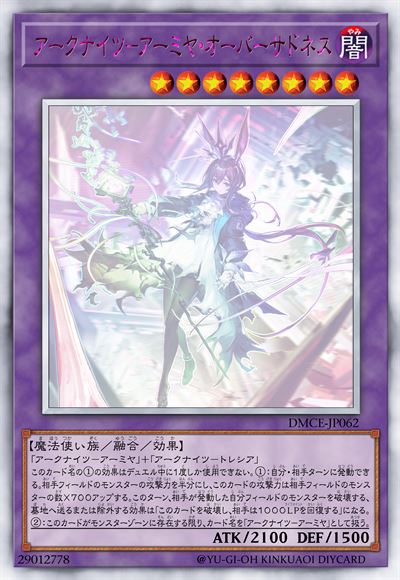 アークナイツ－アーミヤ・オーバーサドネス
闇
DMCE-JP062
【魔法使い族／融合／効果】
「アークナイツ－アーミヤ」＋「アークナイツ－トレシア」
このカード名の①の効果はデュエル中に1度しか使用できない。①：自分・相手ターンに発動できる。
相手フィールドのモンスターの攻撃力を半分にし、このカードの攻撃力は相手フィールドのモン
スターの数×700アップする。このターン、相手が発動した「自分フィールドのモンスターを破壊する、
墓地へ送るまたは除外する効果は「このカードを破壊し、相手は1000LPを回復する」になる。
②：このカードがモンスターゾーンに存在する限り、カード名を「アークナイツーアーミヤ」として扱う。
ATK/2100 DEF/1500
29012778
@YU-GI-OH KINKUAOI DIYCARD